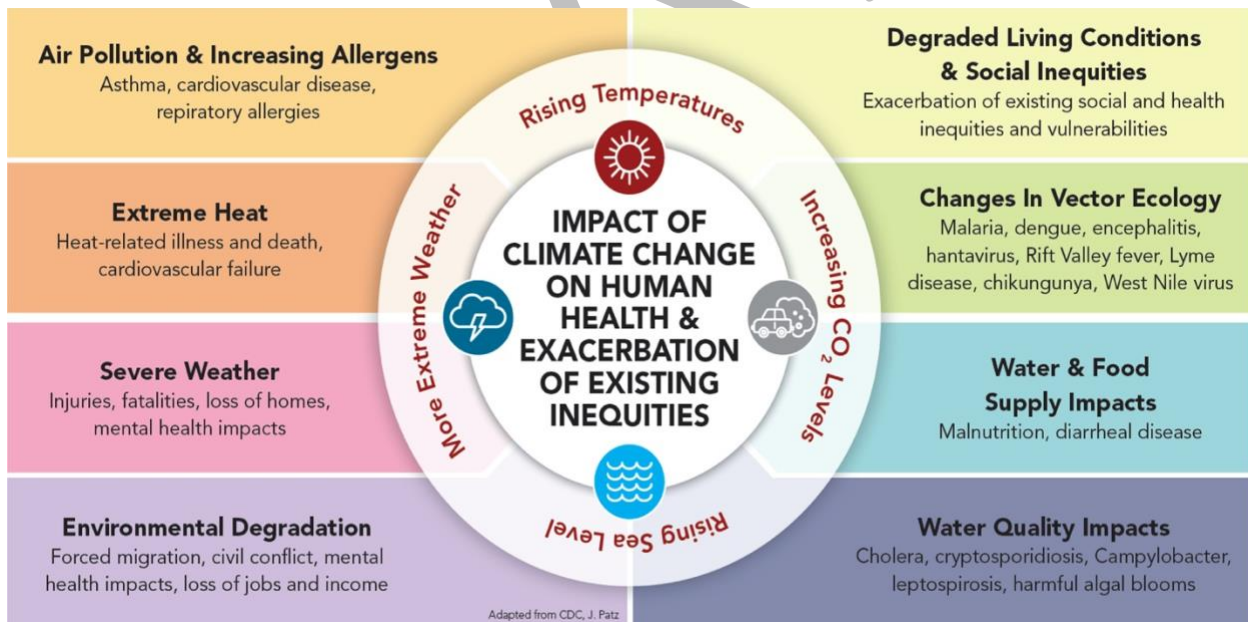 Air Pollution & Increasing Allergens
Asthma, cardiovascular disease,
repiratory allergies
Extreme Heat
Heat-related illness and death,
cardiovascular failure
Severe Weather
Injuries, fatalities, loss of homes,
mental health impacts
Environmental Degradation
Forced migration, civil conflict, mental
health impacts, loss of jobs and income
Rising Temperatures
More Extreme Weather
IMPACT OF
CLIMATE CHANGE
ON HUMAN
HEALTH &
EXACERBATION
OF EXISTING
INEQUITIES
Increasing CO₂ Levels
Rising Sea Level
Degraded Living Conditions
& Social Inequities
Exacerbation of existing social and health
inequities and vulnerabilities
Changes In Vector Ecology
Malaria, dengue, encephalitis,
hantavirus, Rift Valley fever, Lyme
disease, chikungunya, West Nile virus
Water & Food
Supply Impacts
Malnutrition, diarrheal disease
Water Quality Impacts
Cholera, cryptosporidiosis, Campylobacter,
leptospirosis, harmful algal blooms
Adapted from CDC, J. Patz